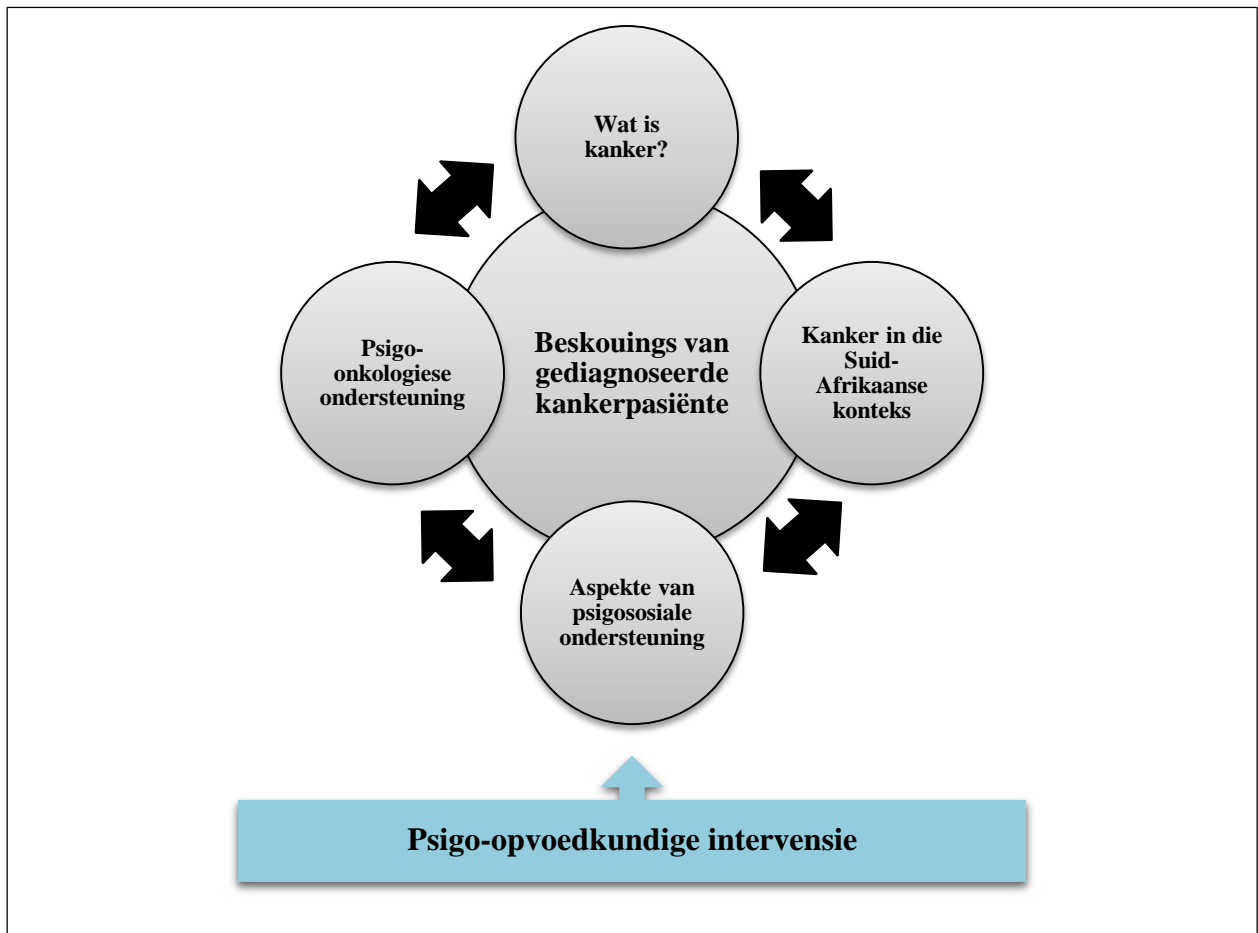 Wat is
kanker?
Psigo-
onkologiese
ondersteuning
Beskouings van
gediagnoseerde
kankerpasiënte
Kanker in die
Suid-
Afrikaanse
konteks
Aspekte van
psigososiale
ondersteuning
Psigo-opvoedkundige intervensie